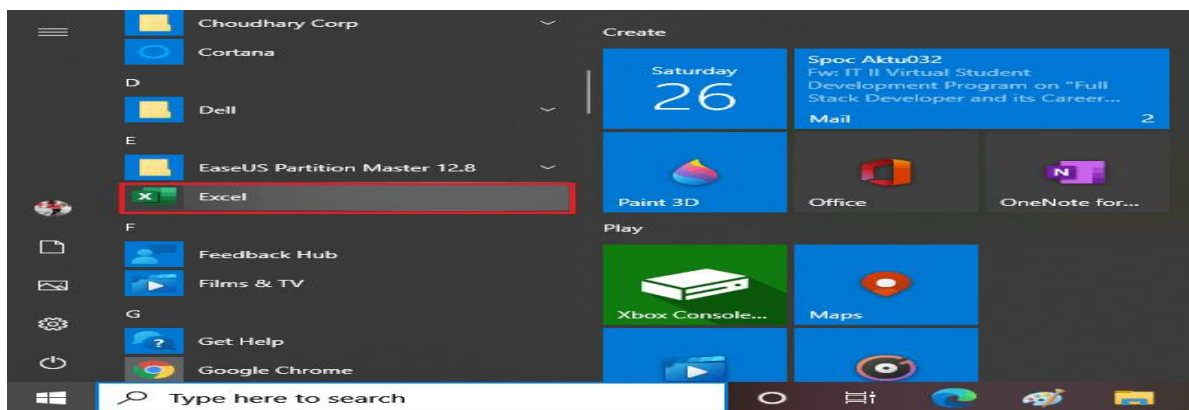 Choudhary Corp
Cortana
D
Dell
E
EaseUS Partition Master 12.8
Excel
F
Feedback Hub
Films & TV
G
Get Help
Google Chrome
Create
Saturday
26
Spoc Aktu032
Fw: IT II Virtual Student
Development Program on "Full
Stack Developer and its Career...
Mail 2
Paint 3D
Office
OneNote for...
Play
Xbox Console...
Maps
Type here to search